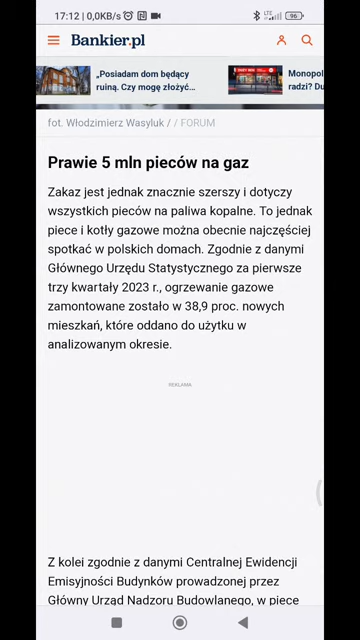 17:12 | 0,0KB/s
LTE
96
Bankier.pl
„Posiadam dom będący
ruiną. Czy mogę złożyć...
Monopol
radzi? Du
fot. Włodzimierz Wasyluk / / FORUM
Prawie 5 mln pieców na gaz
Zakaz jest jednak znacznie szerszy i dotyczy
wszystkich pieców na paliwa kopalne. To jednak
piece i kotły gazowe można obecnie najczęściej
spotkać w polskich domach. Zgodnie z danymi
Głównego Urzędu Statystycznego za pierwsze
trzy kwartały 2023 r., ogrzewanie gazowe
zamontowane zostało w 38,9 proc. nowych
mieszkań, które oddano do użytku w
analizowanym okresie.
REKLAMA
Z kolei zgodnie z danymi Centralnej Ewidencji
Emisyjności Budynków prowadzonej przez
Główny Urząd Nadzoru Budowlanego, w piece